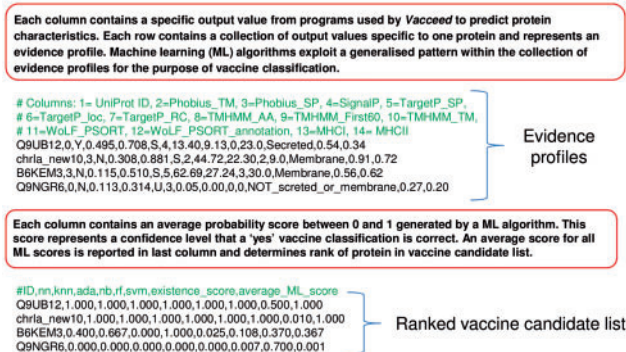 Each column contains a specific output value from programs used by Vacceed to predict protein
characteristics. Each row contains a collection of output values specific to one protein and represents an
evidence profile. Machine learning (ML) algorithms exploit a generalised pattern within the collection of
evidence profiles for the purpose of vaccine classification.
# Columns: 1= UniProt ID, 2=Phobius_TM, 3=Phobius_SP, 4=SignalP, 5=TargetP_SP,
# 6=TargetP_loc, 7=TargetP_RC, 8=TMHMM_AA, 9=TMHMM_First60, 10=TMHMM_TM,
# 11=WoLF_PSORT, 12=WoLF_PSORT_annotation, 13=MHCI, 14= MHCII
Q9UB12,0,Y,0.495,0.708,S,4,13.40,9.13,0,23.0,Secreted,0.54,0.34
chrIa_new10,3,N,0.308,0.881,S,2,44.72,22.30,2,9.0,Membrane,0.91,0.72
B6KEM3,3,N,0.115,0.510,S,5,62.69,27.24,3,30.0,Membrane,0.56,0.62
Q9NGR6,0,N,0.113,0.314,U,3,0.05,0.00,0,0,NOT_screted_or_membrane,0.27,0.20
Evidence
profiles
Each column contains an average probability score between 0 and 1 generated by a ML algorithm. This
score represents a confidence level that a ‘yes’ vaccine classification is correct. An average score for all
ML scores is reported in last column and determines rank of protein in vaccine candidate list.
#ID,nn,knn,ada,nb,rf,svm,existence_score,average_ML_score
Q9UB12,1.000,1.000,1.000,1.000,1.000,1.000,0.500,1.000
chrIa_new10,1.000,1.000,1.000,1.000,1.000,1.000,0.010,1.000
B6KEM3,0.400,0.667,0.000,1.000,0.025,0.108,0.370,0.367
Q9NGR6,0.000,0.000,0.000,0.000,0.000,0.007,0.700,0.001
Ranked vaccine candidate list